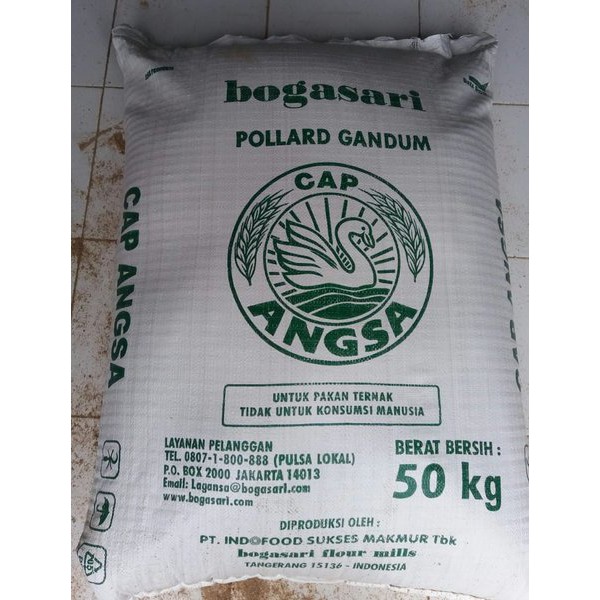 bogasari
POLLARD GANDUM
CAP
ANGSA
CAP ANGSA
UNTUK PAKAN TERNAK
TIDAK UNTUK KONSUMSI MANUSIA
LAYANAN PELANGGAN
TEL. 0807-1-800-888 (PULSA LOKAL)
P.O. BOX 2000 JAKARTA 14013
Email: Layansa@bogasari.com
www.bogasari.com
BERAT BERSIH :
50 kg
DIPRODUKSI OLEH :
PT. INDOFOOD SUKSES MAKMUR Tbk
bogasari flour mills
TANGERANG 15136 - INDONESIA